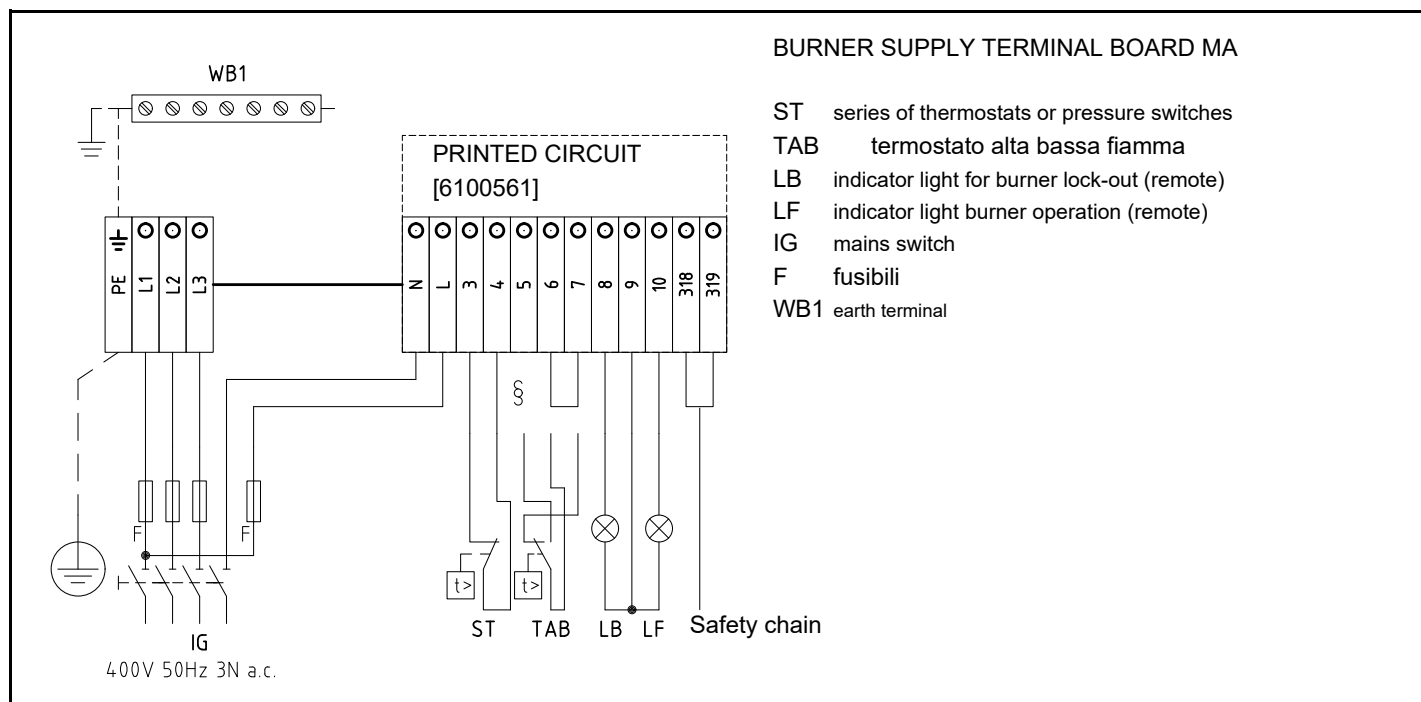 BURNER SUPPLY TERMINAL BOARD MA
WB1
ST series of thermostats or pressure switches
TAB termostato alta bassa fiamma
LB indicator light for burner lock-out (remote)
LF indicator light burner operation (remote)
IG mains switch
F fusibili
WB1 earth terminal
PRINTED CIRCUIT
[6100561]
PE L1 L2 L3
N L 3 4 5 6 7 8 9 10 318 319
§
F F
t> t>
ST TAB LB LF Safety chain
IG
400V 50Hz 3N a.c.